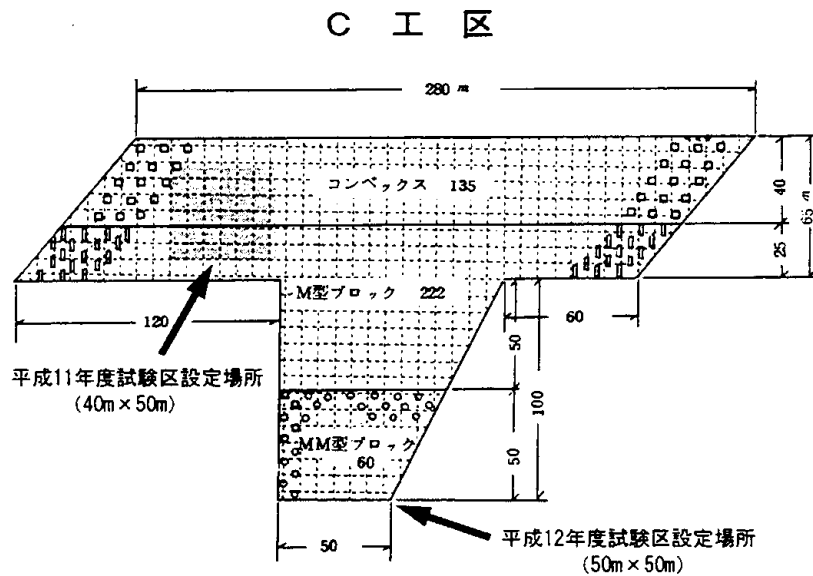 C 工 区
280 m
コンベックス 135
40
65 m
25
M型ブロック 222
120
60
50
100
平成11年度試験区設定場所
(40m×50m)
MM型ブロック
60
50
50
平成12年度試験区設定場所
(50m×50m)